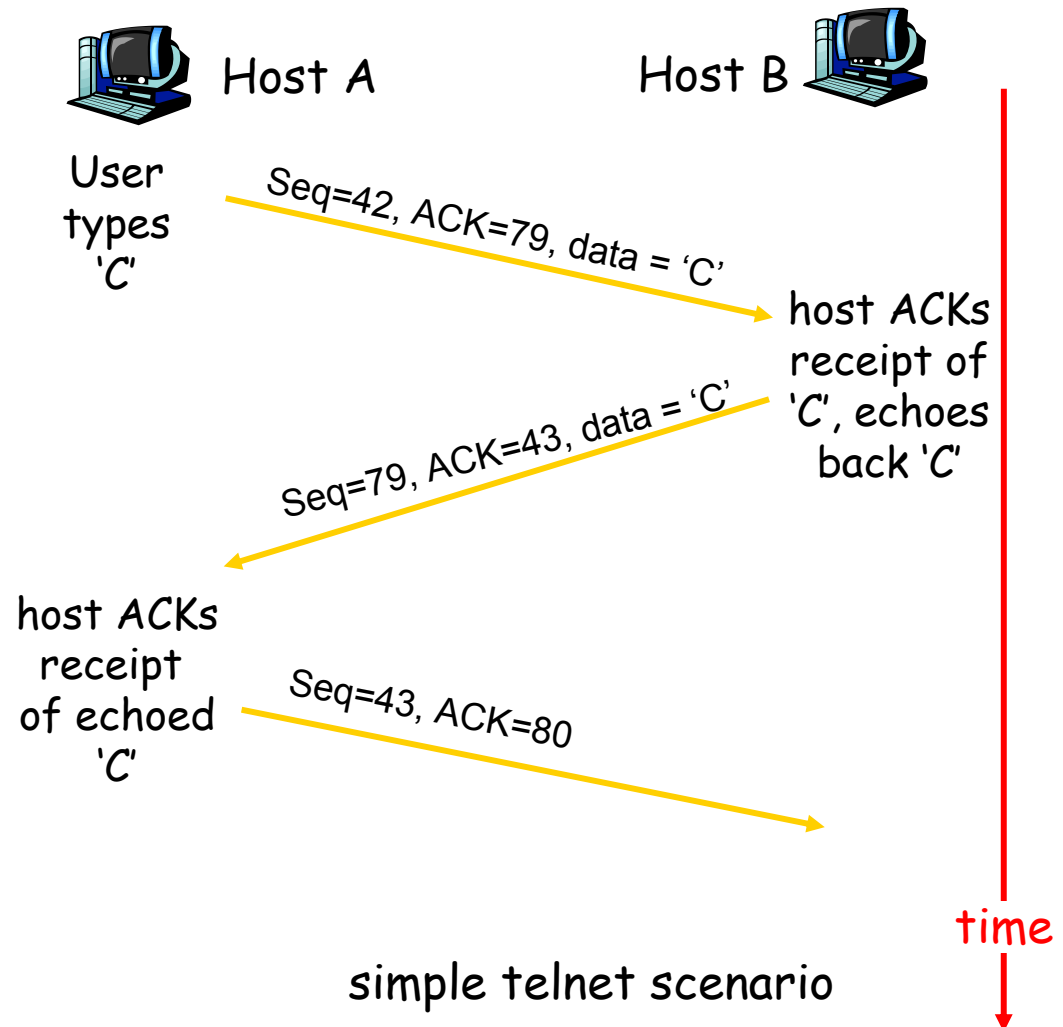 Host A
Host B
User
types
‘C’
Seq=42, ACK=79, data = ‘C’
host ACKs
receipt of
‘C’, echoes
back ‘C’
Seq=79, ACK=43, data = ‘C’
host ACKs
receipt
of echoed
‘C’
Seq=43, ACK=80
time
simple telnet scenario